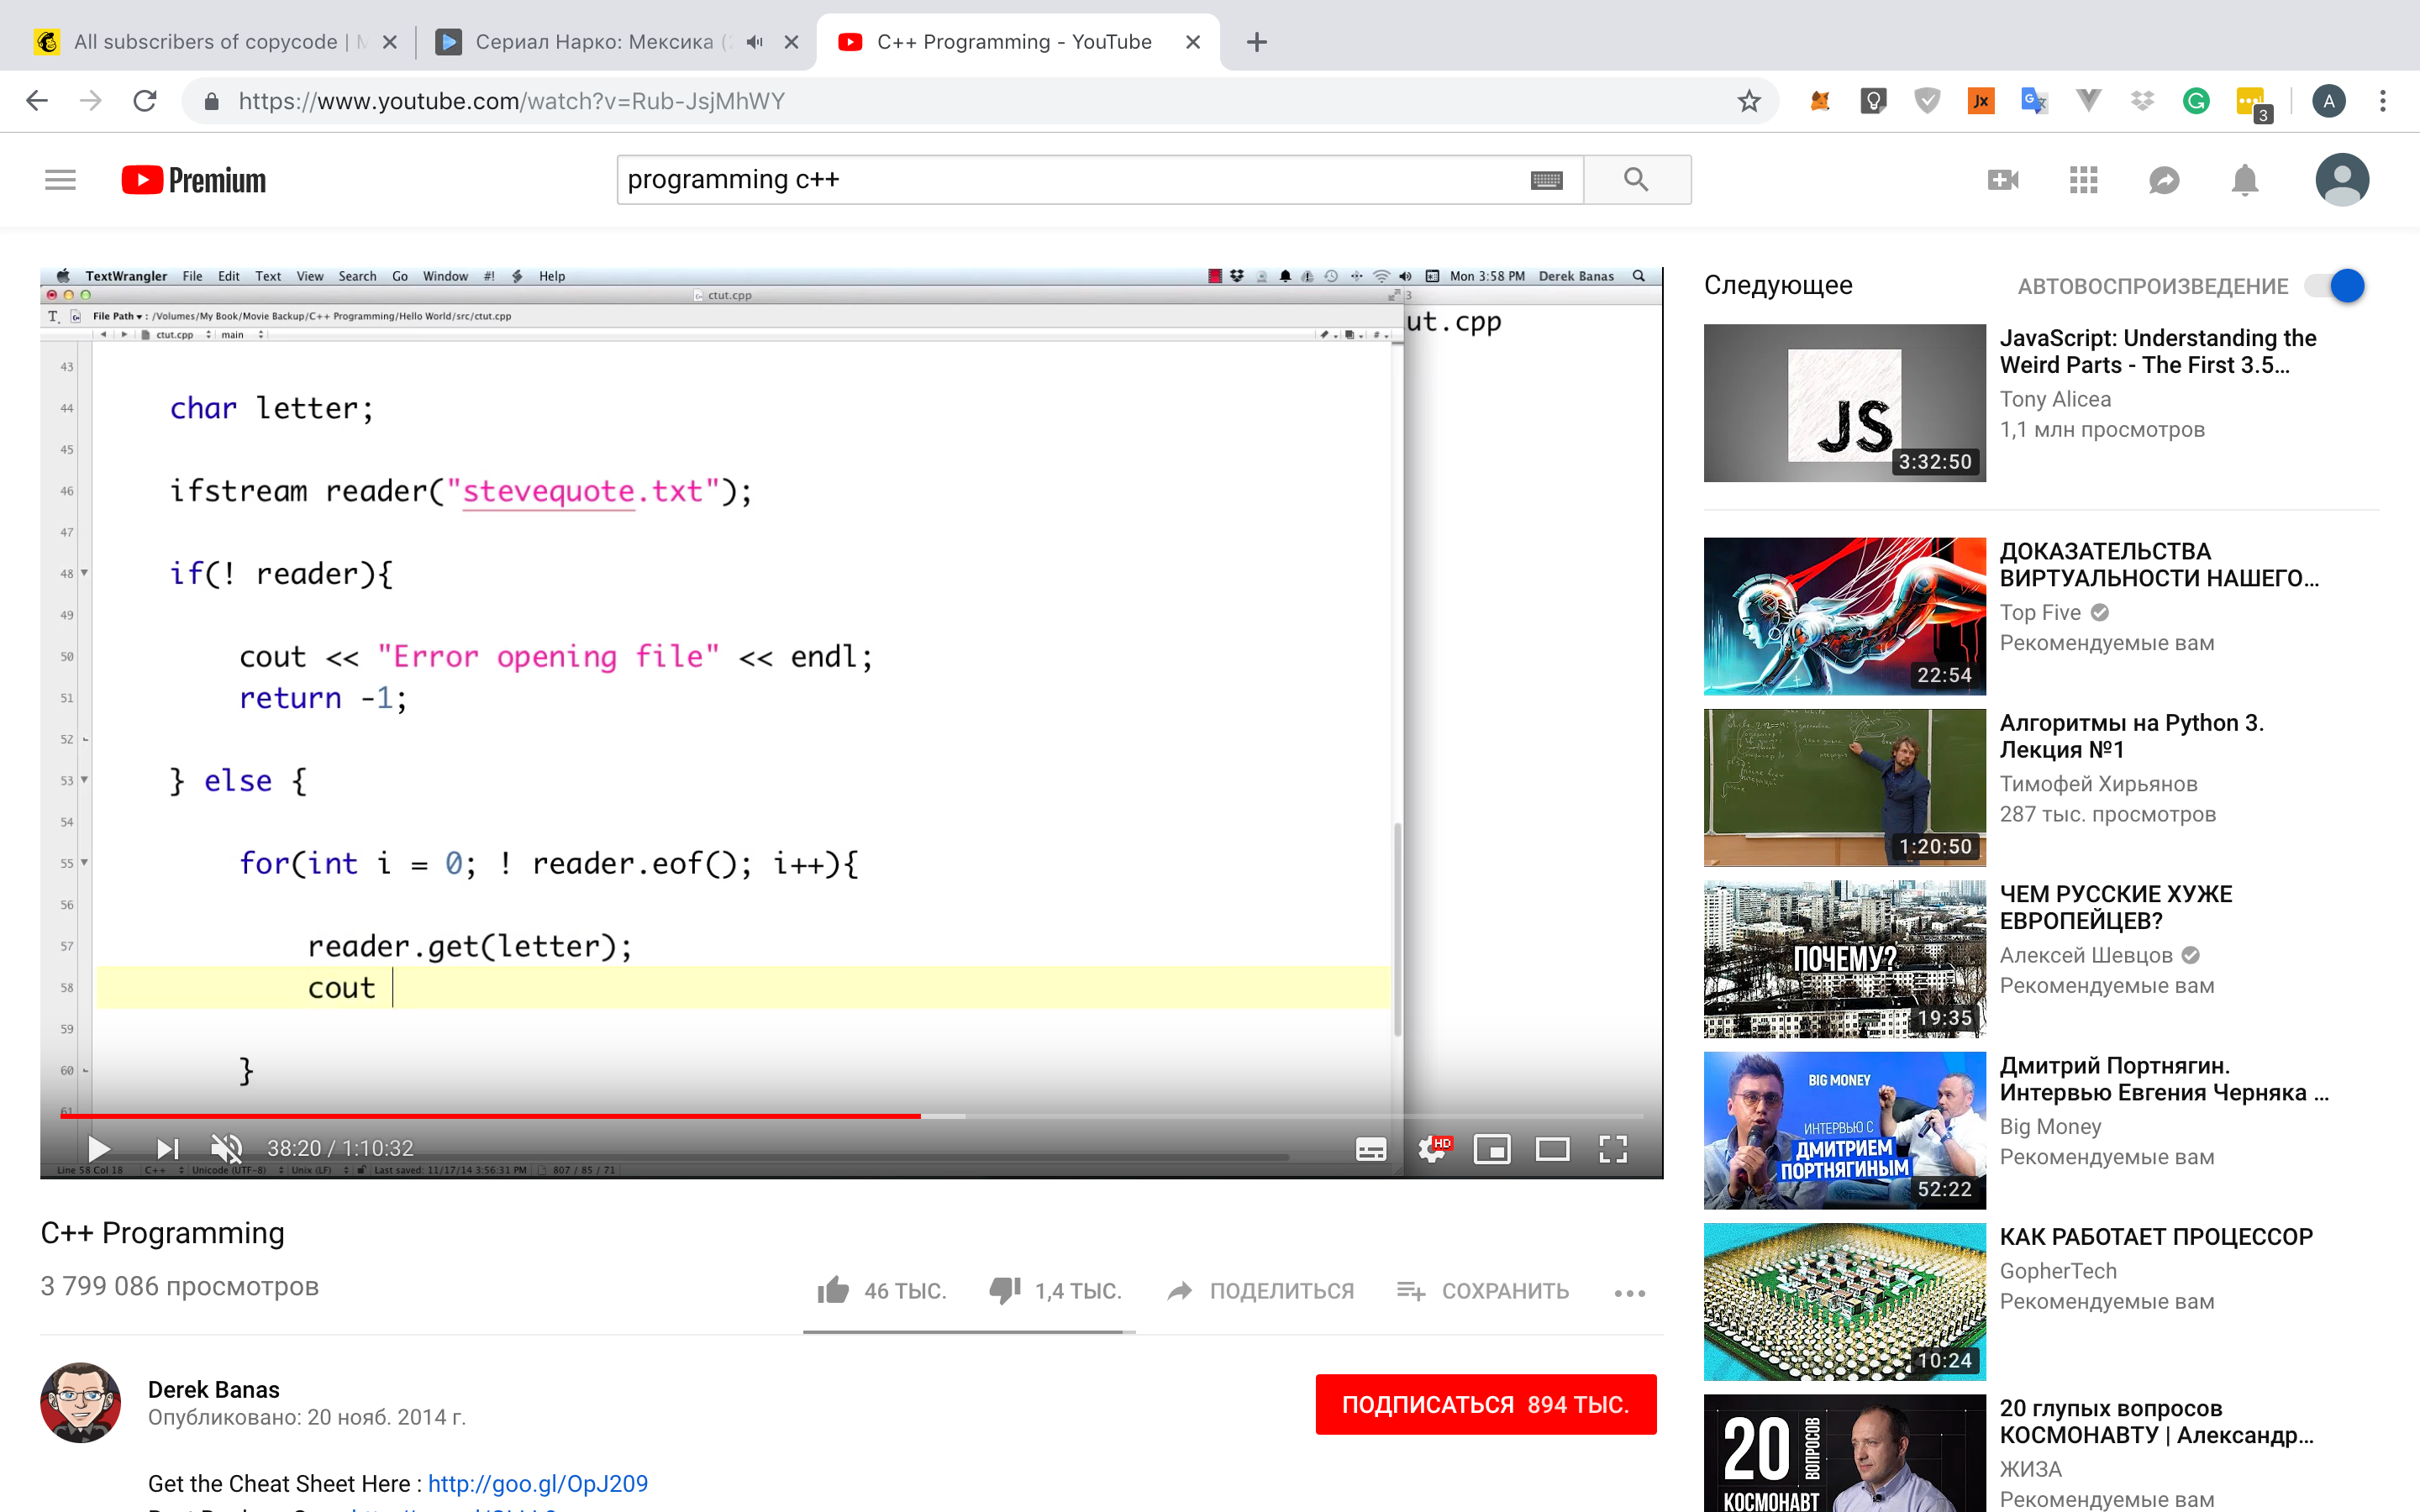 All subscribers of copycode |
Сериал Нарко: Мексика (
C++ Programming - YouTube
https://www.youtube.com/watch?v=Rub-JsjMhWY
Jx
3
A
Premium
programming c++
TextWrangler File Edit Text View Search Go Window #! Help
Mon 3:58 PM Derek Banas
ctut.cpp
3
File Path ▾ : /Volumes/My Book/Movie Backup/C++ Programming/Hello World/src/ctut.cpp
ut.cpp
ctut.cpp main
43
44 char letter;
45
46 ifstream reader("stevequote.txt");
47
48 if(! reader){
49
50 cout << "Error opening file" << endl;
51 return -1;
52
53 } else {
54
55 for(int i = 0; ! reader.eof(); i++){
56
57 reader.get(letter);
58 cout
59
60 }
61
38:20 / 1:10:32
HD
Line 58 Col 18 C++ Unicode (UTF-8) Unix (LF) Last saved: 11/17/14 3:56:31 PM 807 / 85 / 71
C++ Programming
3 799 086 просмотров
46 ТЫС. 1,4 ТЫС. ПОДЕЛИТЬСЯ СОХРАНИТЬ
Derek Banas
Опубликовано: 20 нояб. 2014 г.
ПОДПИСАТЬСЯ 894 ТЫС.
Get the Cheat Sheet Here : http://goo.gl/OpJ209
Следующее
АВТОВОСПРОИЗВЕДЕНИЕ
JS
3:32:50
JavaScript: Understanding the
Weird Parts - The First 3.5...
Tony Alicea
1,1 млн просмотров
22:54
ДОКАЗАТЕЛЬСТВА
ВИРТУАЛЬНОСТИ НАШЕГО...
Top Five
Рекомендуемые вам
1:20:50
Алгоритмы на Python 3.
Лекция №1
Тимофей Хирьянов
287 тыс. просмотров
ПОЧЕМУ?
19:35
ЧЕМ РУССКИЕ ХУЖЕ
ЕВРОПЕЙЦЕВ?
Алексей Шевцов
Рекомендуемые вам
BIG MONEY
ИНТЕРВЬЮ С
ДМИТРИЕМ
ПОРТНЯГИНЫМ
52:22
Дмитрий Портнягин.
Интервью Евгения Черняка ...
Big Money
Рекомендуемые вам
10:24
КАК РАБОТАЕТ ПРОЦЕССОР
GopherTech
Рекомендуемые вам
20
ВОПРОСОВ
КОСМОНАВТ
20 глупых вопросов
КОСМОНАВТУ | Александр...
ЖИЗА
Рекомендуемые вам